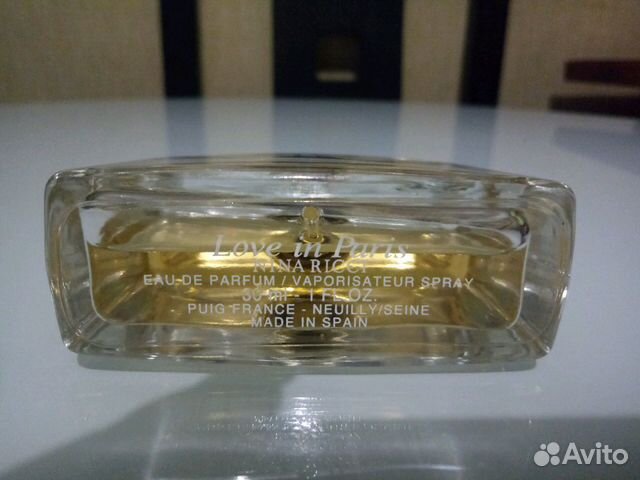 Love in Paris
NINA RICCI
EAU DE PARFUM / VAPORISATEUR SPRAY
30 ml - 1 FL.OZ.
PUIG FRANCE - NEUILLY/SEINE
MADE IN SPAIN
Avito